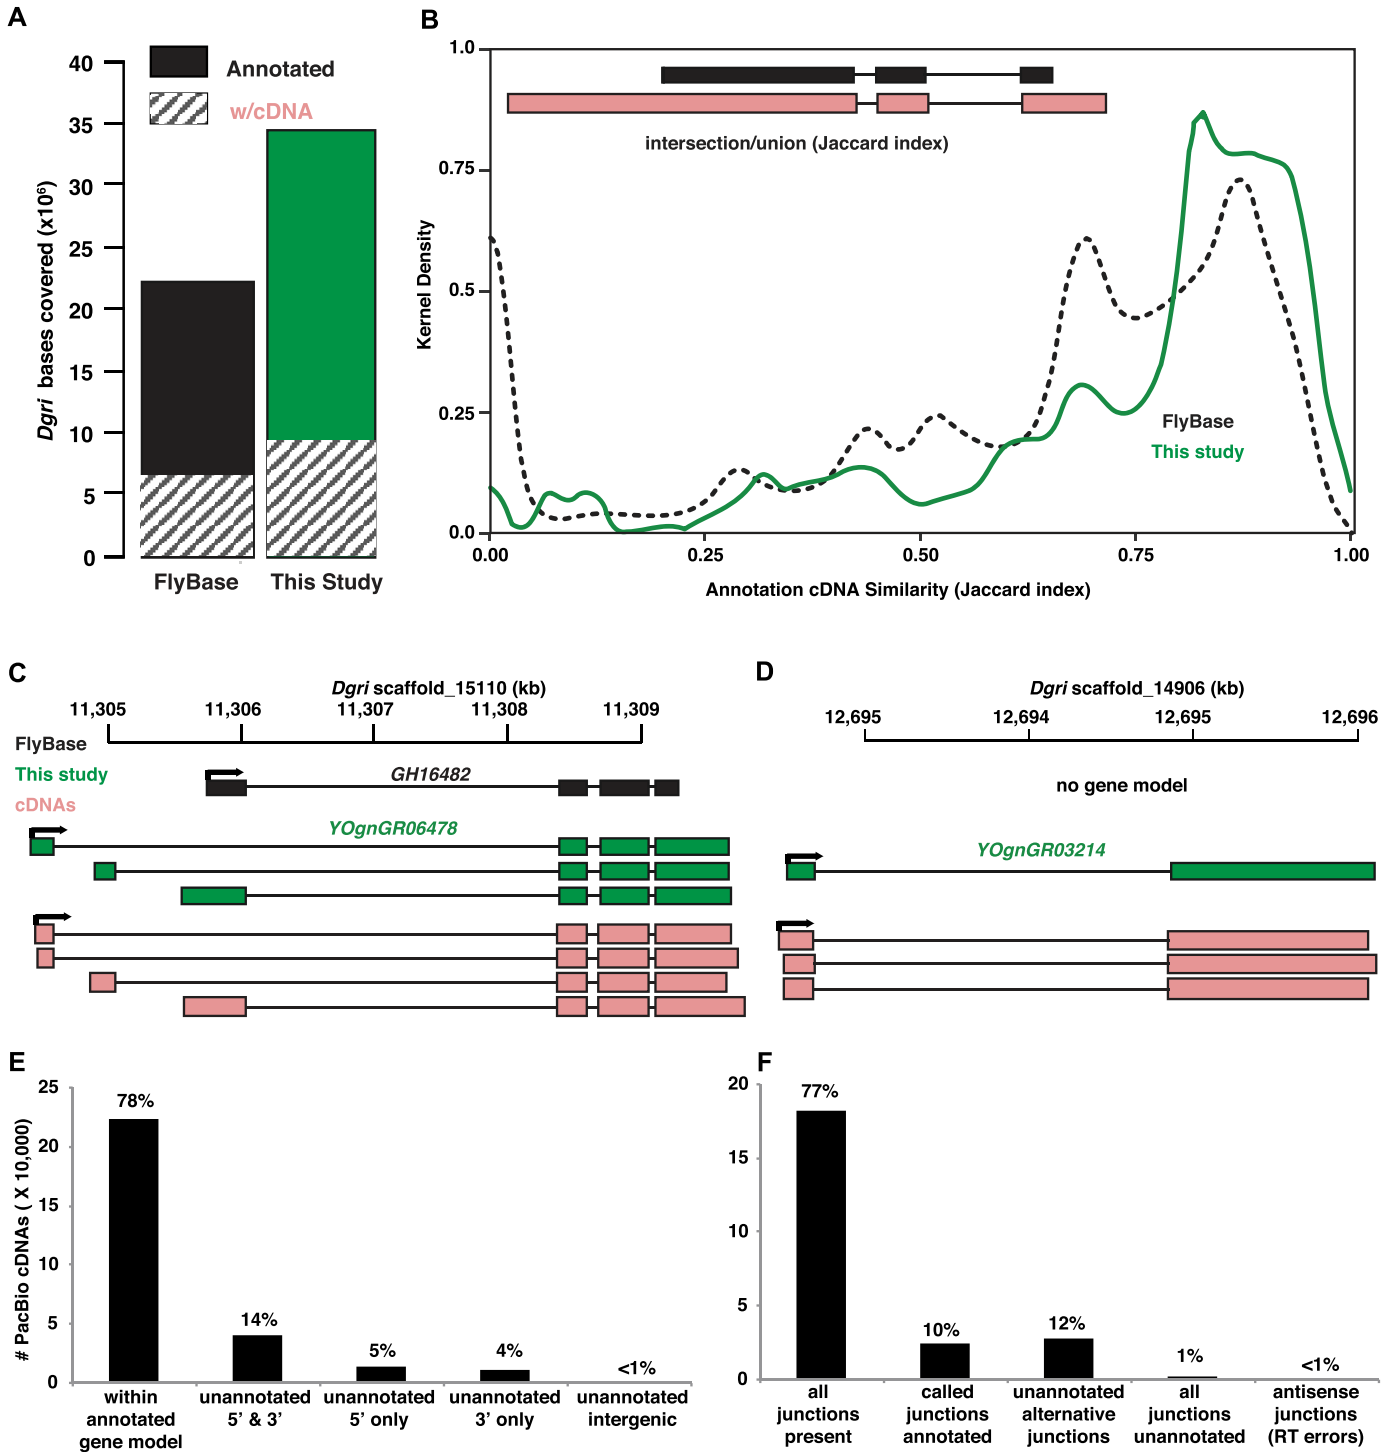 A
Annotated
w/cDNA
40
35
30
25
20
15
10
5
0
Dgri bases covered (x10⁶)
FlyBase
This Study
B
1.0
0.75
0.5
0.25
0.0
Kernel Density
intersection/union (Jaccard index)
FlyBase
This study
0.00
0.25
0.50
0.75
1.00
Annotation cDNA Similarity (Jaccard index)
C
Dgri scaffold_15110 (kb)
11,305
11,306
11,307
11,308
11,309
FlyBase
This study
cDNAs
GH16482
YOgnGR06478
D
Dgri scaffold_14906 (kb)
12,695
12,694
12,695
12,696
no gene model
YOgnGR03214
E
# PacBio cDNAs ( X 10,000)
25
20
15
10
5
0
78%
14%
5%
4%
<1%
within
annotated
gene model
unannotated
5’ & 3’
unannotated
5’ only
unannotated
3’ only
unannotated
intergenic
F
20
15
10
5
0
77%
10%
12%
1%
<1%
all
junctions
present
called
junctions
annotated
unannotated
alternative
junctions
all
junctions
unannotated
antisense
junctions
(RT errors)